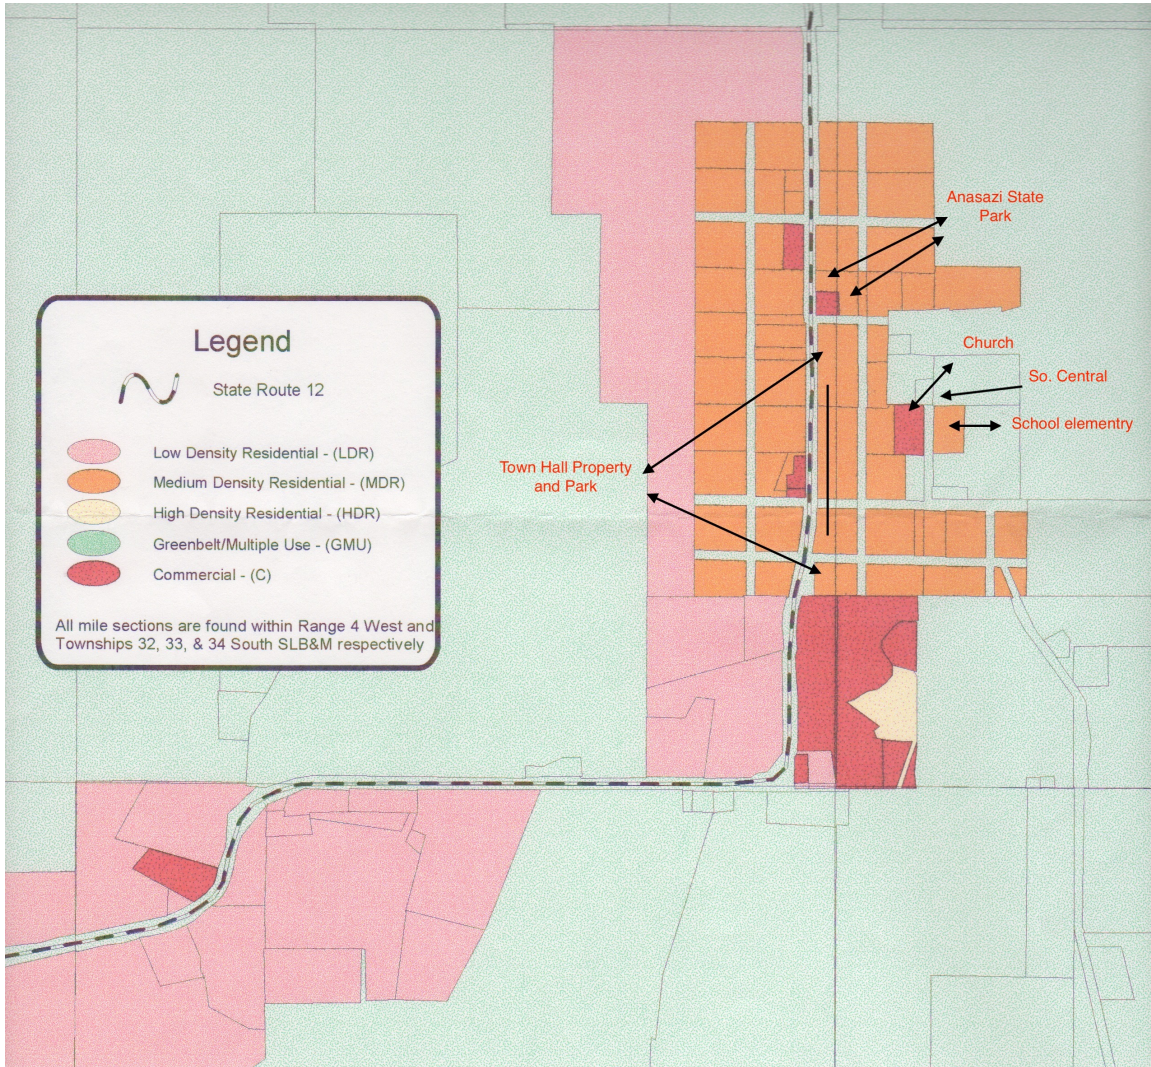 Anasazi State
Park
Legend
State Route 12
Church
So. Central
School elementry
Low Density Residential - (LDR)
Medium Density Residential - (MDR)
High Density Residential - (HDR)
Greenbelt/Multiple Use - (GMU)
Commercial - (C)
Town Hall Property
and Park
All mile sections are found within Range 4 West and
Townships 32, 33, & 34 South SLB&M respectively